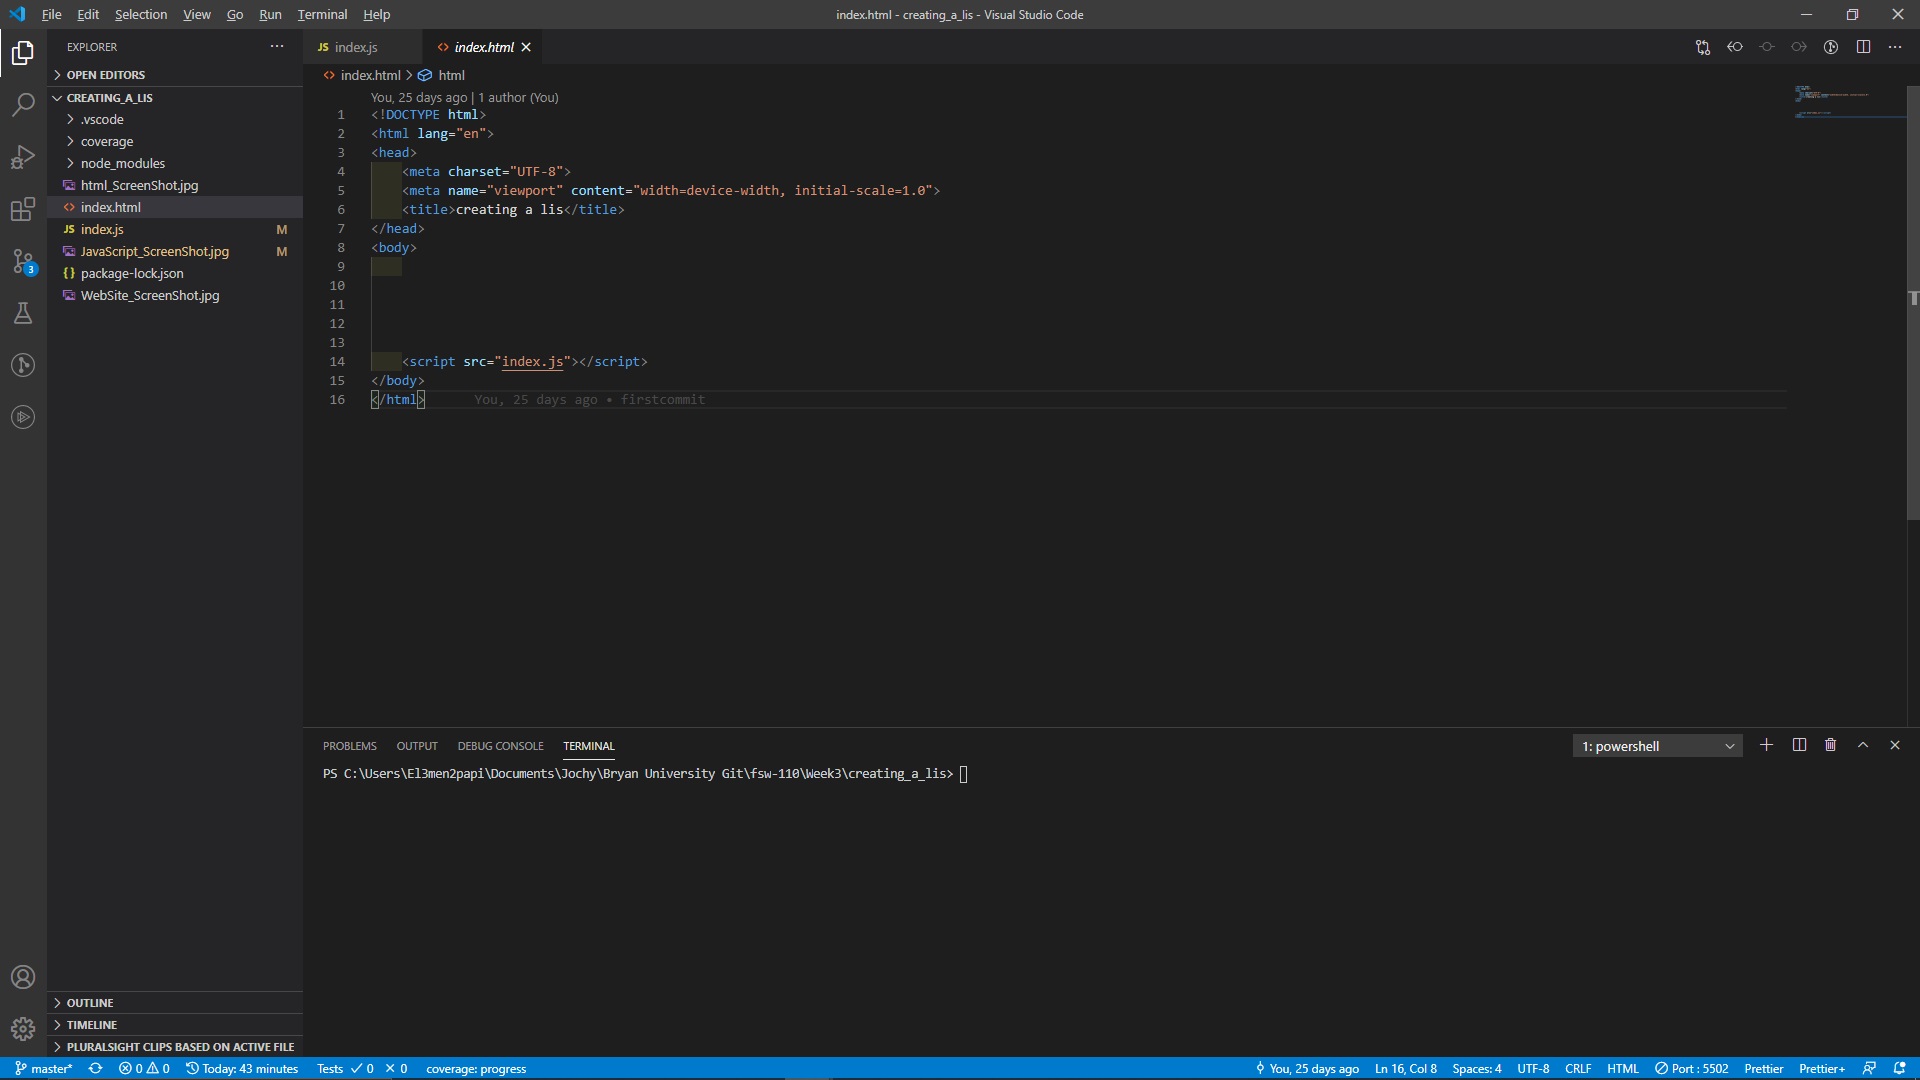 File Edit Selection View Go Run Terminal Help
index.html - creating_a_lis - Visual Studio Code
EXPLORER
OPEN EDITORS
CREATING_A_LIS
.vscode
coverage
node_modules
html_ScreenShot.jpg
index.html
JS index.js M
JavaScript_ScreenShot.jpg M
{} package-lock.json
WebSite_ScreenShot.jpg
OUTLINE
TIMELINE
PLURALSIGHT CLIPS BASED ON ACTIVE FILE
3
JS index.js
<> index.html
<> index.html > html
You, 25 days ago | 1 author (You)
1 <!DOCTYPE html>
2 <html lang="en">
3 <head>
4 <meta charset="UTF-8">
5 <meta name="viewport" content="width=device-width, initial-scale=1.0">
6 <title>creating a lis</title>
7 </head>
8 <body>
9
10
11
12
13
14 <script src="index.js"></script>
15 </body>
16 </html> You, 25 days ago • firstcommit
PROBLEMS OUTPUT DEBUG CONSOLE TERMINAL
1: powershell
PS C:\Users\El3men2papi\Documents\Jochy\Bryan University Git\fsw-110\Week3\creating_a_lis>
master* 0 0 Today: 43 minutes Tests ✓ 0 × 0 coverage: progress
You, 25 days ago Ln 16, Col 8 Spaces: 4 UTF-8 CRLF HTML Port : 5502 Prettier Prettier+